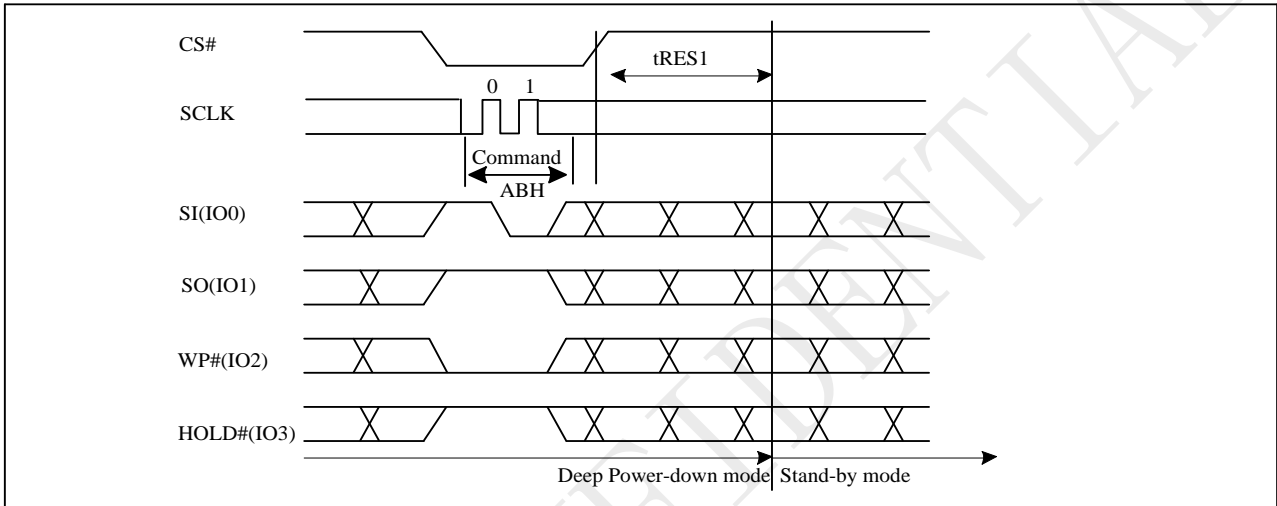 CS#
tRES1
0 1
SCLK
Command
ABH
SI(IO0)
SO(IO1)
WP#(IO2)
HOLD#(IO3)
Deep Power-down mode Stand-by mode
IDENTIA